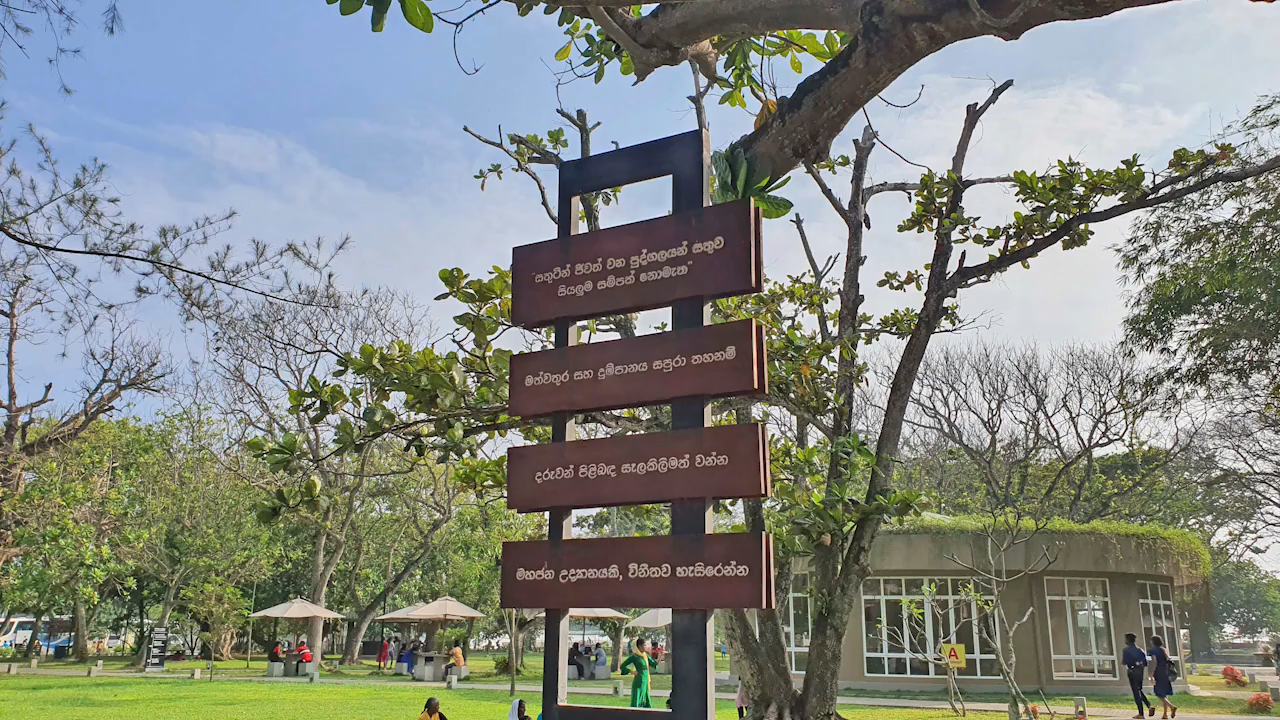 "සතුටින් ජීවත් වන පුද්ගලයන් සතුව
සියලුම සම්පත් නොමැත"
මත්වතුර සහ දුම්පානය සපුරා තහනම්
දරුවන් පිළිබඳ සැලකිලිමත් වන්න
මහජන උද්‍යානයකි, විනීතව හැසිරෙන්න
A